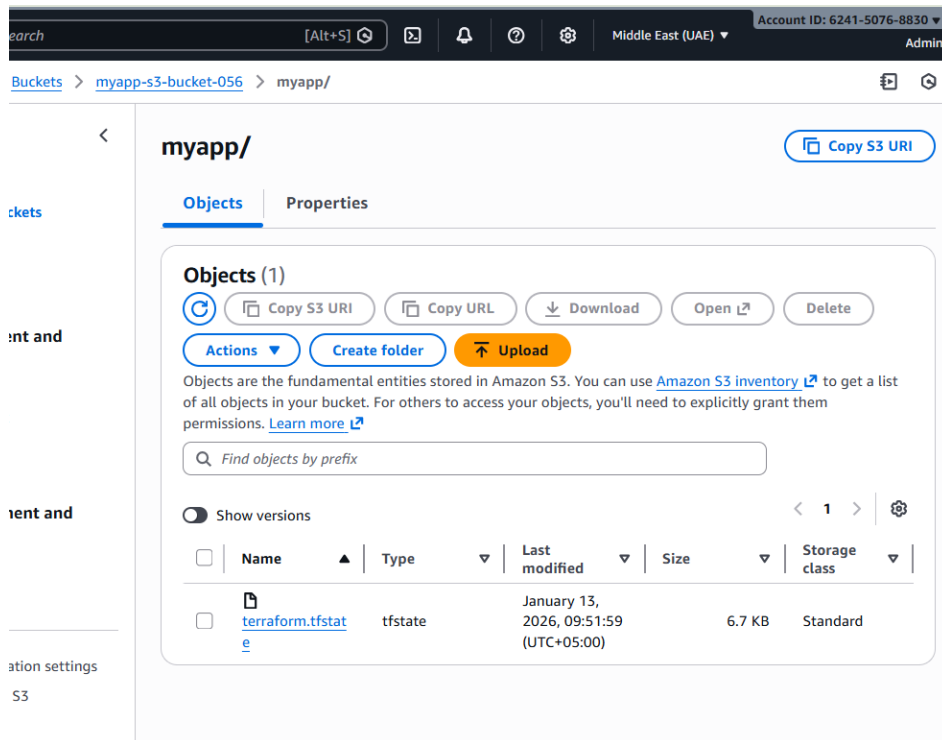 Account ID: 6241-5076-8830
earch [Alt+S] Middle East (UAE)
Admin
Buckets > myapp-s3-bucket-056 > myapp/
myapp/
Copy S3 URI
ckets
Objects Properties
Objects (1)
Copy S3 URI Copy URL Download Open Delete
ent and
Actions Create folder Upload
Objects are the fundamental entities stored in Amazon S3. You can use Amazon S3 inventory to get a list
of all objects in your bucket. For others to access your objects, you'll need to explicitly grant them
permissions. Learn more
Find objects by prefix
nent and
Show versions
1
Name Type Last modified Size Storage class
terraform.tfstat
e
tfstate
January 13,
2026, 09:51:59
(UTC+05:00)
6.7 KB
Standard
ation settings
S3